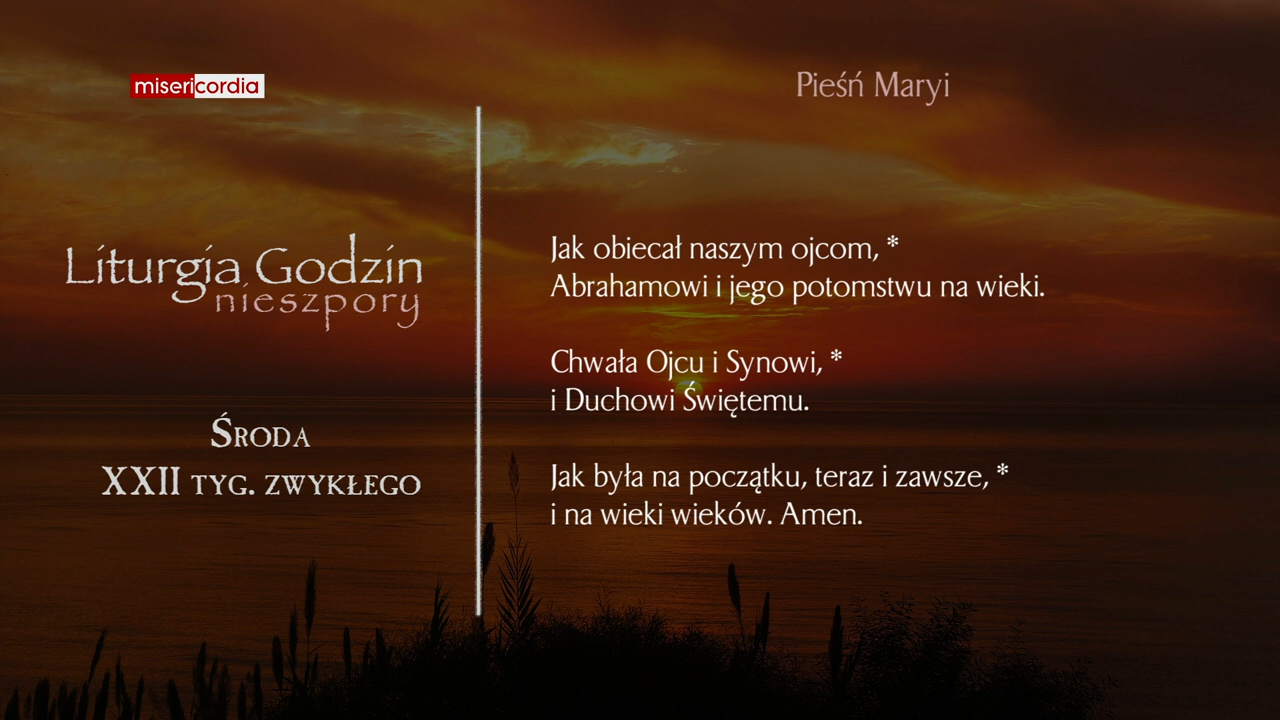 misericordia
Liturgia Godzin
nieszpory
Środa
XXII tyg. zwykłego
Pieśń Maryi
Jak obiecał naszym ojcom, *
Abrahamowi i jego potomstwu na wieki.
Chwała Ojcu i Synowi, *
i Duchowi Świętemu.
Jak była na początku, teraz i zawsze, *
i na wieki wieków. Amen.